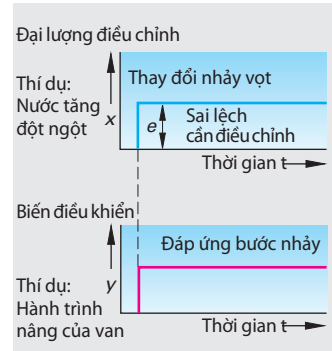 Đại lượng điều chỉnh
Thí dụ:
Nước tăng
đột ngột
x
Thay đổi nhảy vọt
e
Sai lệch
cần điều chỉnh
Thời gian t
Biến điều khiển
Thí dụ:
Hành trình
nâng của van
y
Đáp ứng bước nhảy
Thời gian t